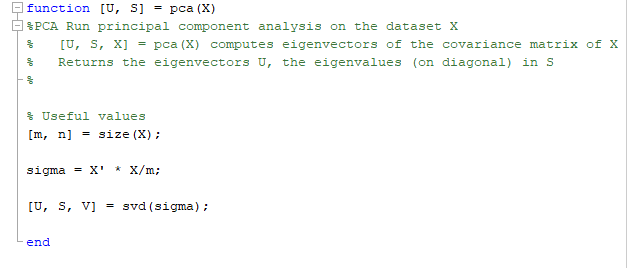 function [U, S] = pca(X)
%PCA Run principal component analysis on the dataset X
%   [U, S, X] = pca(X) computes eigenvectors of the covariance matrix of X
%   Returns the eigenvectors U, the eigenvalues (on diagonal) in S
%
% Useful values
[m, n] = size(X);
sigma = X' * X/m;
[U, S, V] = svd(sigma);
end